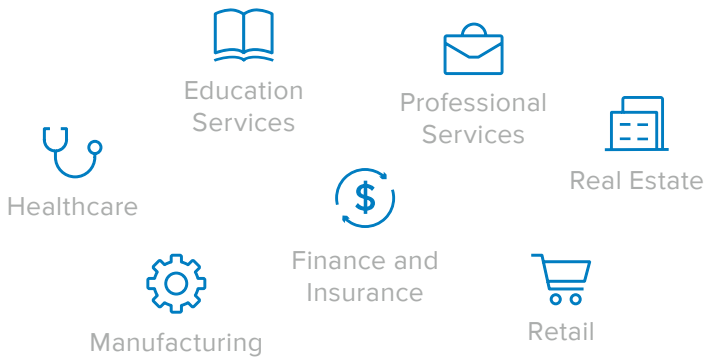 Education
Services
Professional
Services
Real Estate
Healthcare
$
Finance and
Insurance
Retail
Manufacturing